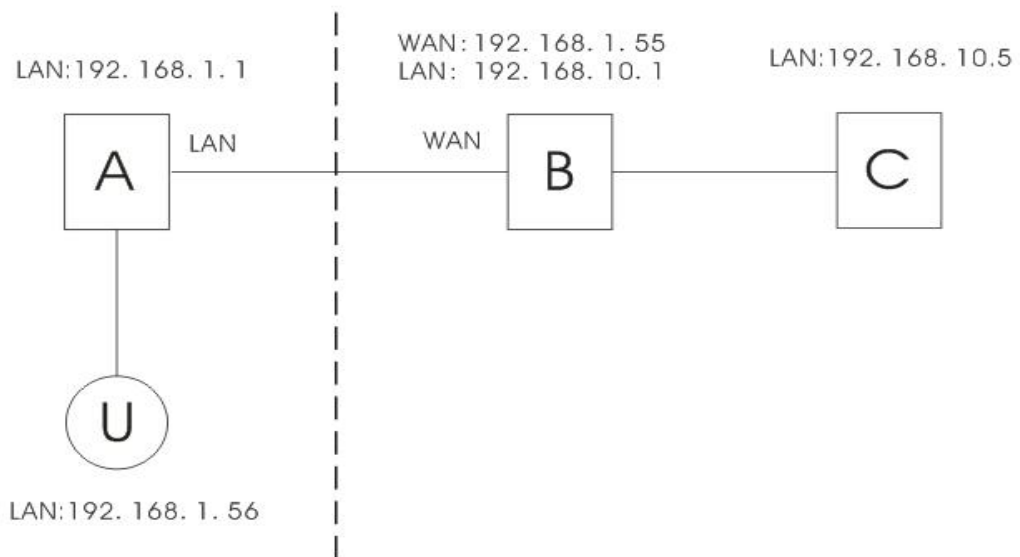 WAN: 192. 168. 1. 55
LAN: 192. 168. 10. 1
LAN:192. 168. 10.5
LAN:192. 168. 1. 1
A
LAN
WAN
B
C
U
LAN:192. 168. 1. 56